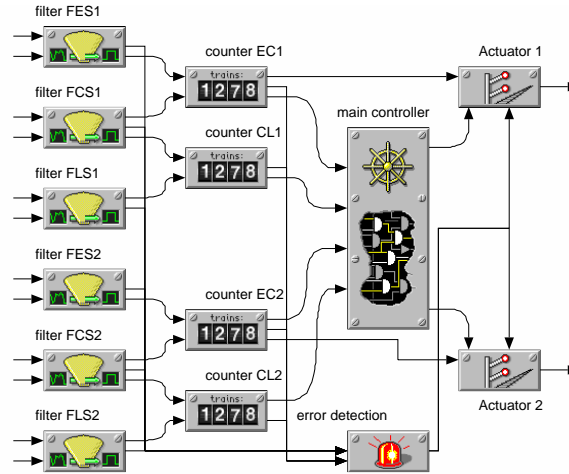 filter FES1
counter EC1
Actuator 1
trains:
1278
filter FCS1
main controller
counter CL1
trains:
1278
filter FLS1
filter FES2
counter EC2
trains:
1278
filter FCS2
counter CL2
trains:
1278
Actuator 2
filter FLS2
error detection